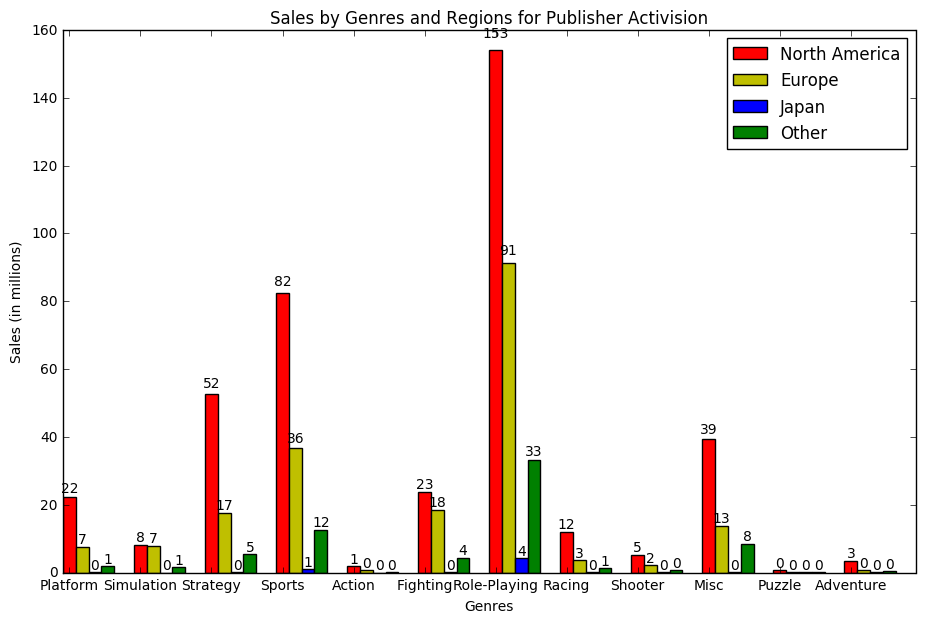 Sales by Genres and Regions for Publisher Activision
North America
Europe
Japan
Other
Sales (in millions)
160
140
120
100
80
60
40
20
0
22 7 0 1
8 7 0 1
52 17 0 5
82 36 1 12
1 0 0 0
23 18 0 4
153 91 4 33
12 3 0 1
5 2 0 0
39 13 0 8
0 0 0 0
3 0 0 0
Platform Simulation Strategy Sports Action Fighting Role-Playing Racing Shooter Misc Puzzle Adventure
Genres